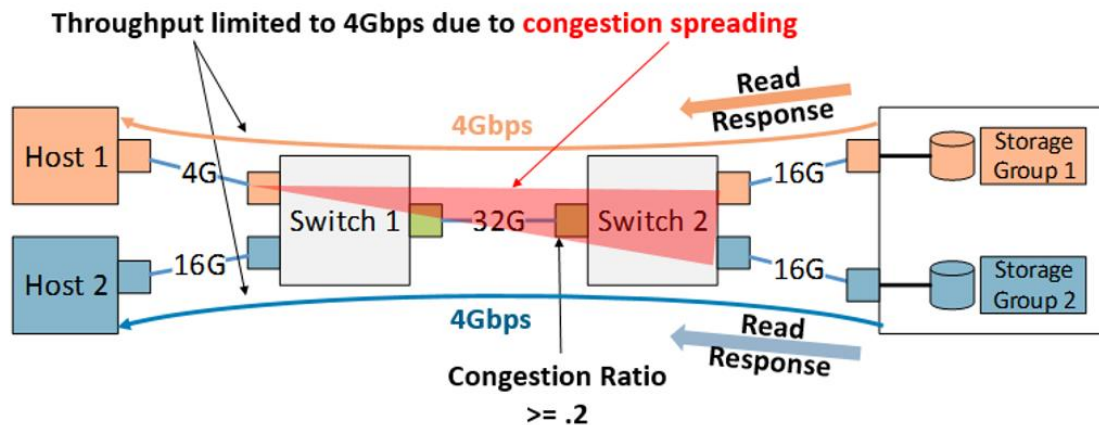 Throughput limited to 4Gbps due to congestion spreading
Read
Response
4Gbps
Host 1
4G
16G
Storage
Group 1
Switch 1
32G
Switch 2
Host 2
16G
16G
Storage
Group 2
4Gbps
Read
Response
Congestion Ratio
>= .2